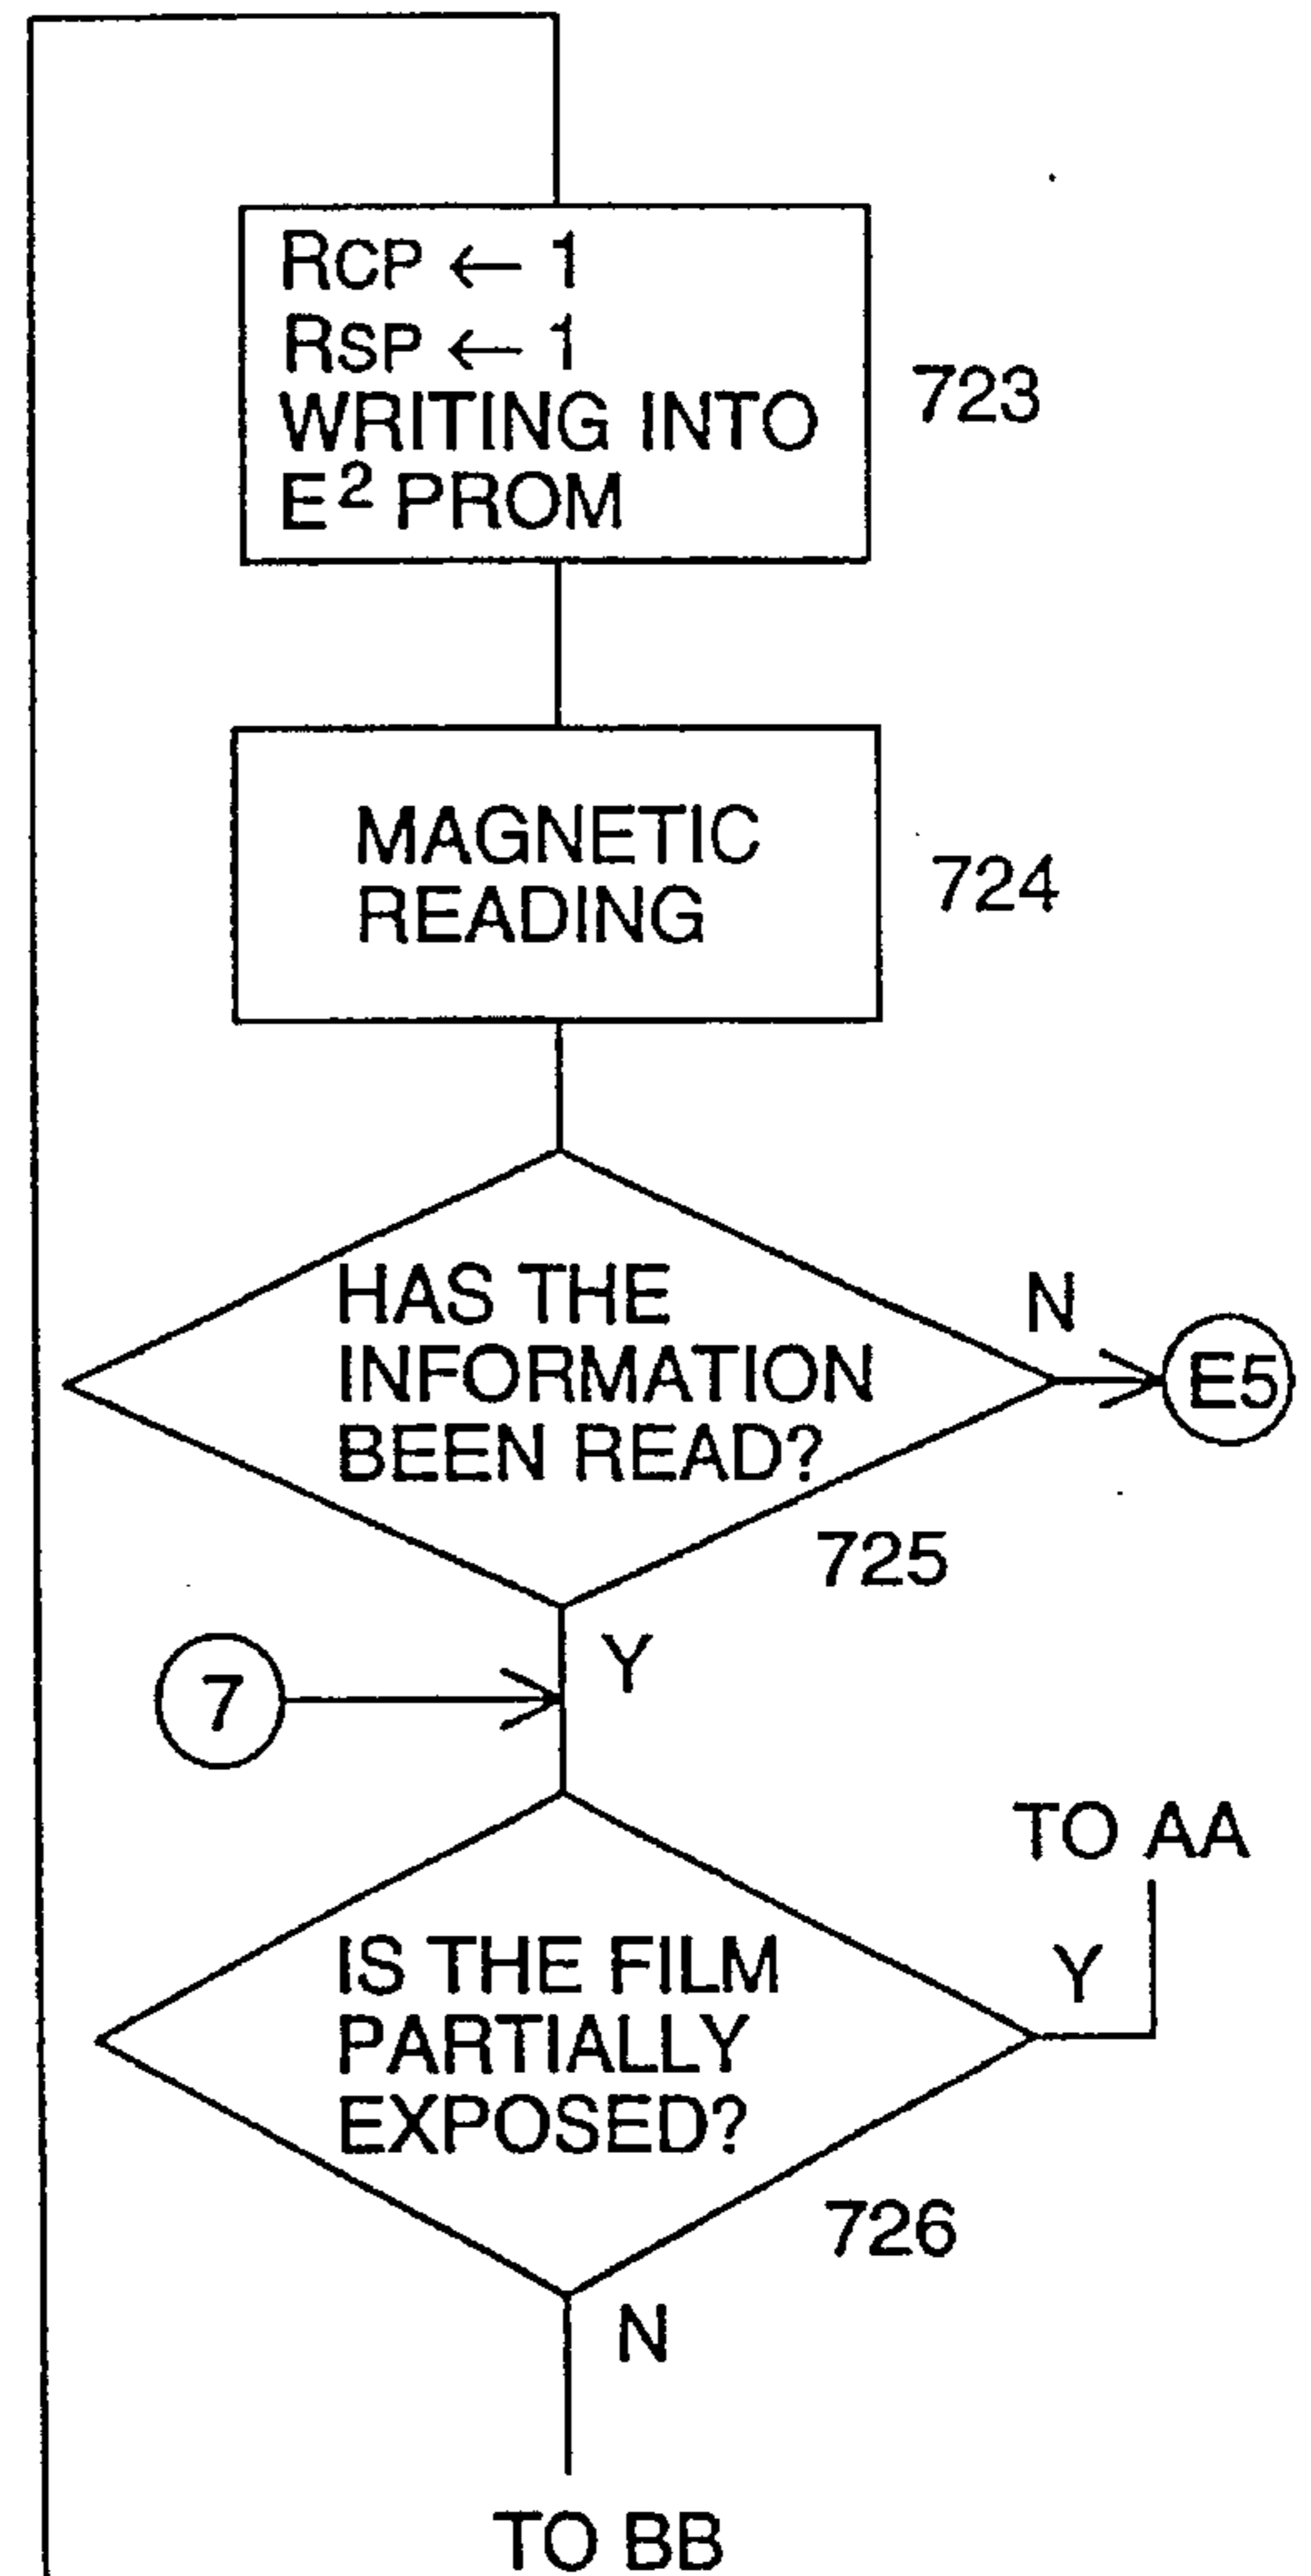 RCP ← 1
RSP ← 1
WRITING INTO
E² PROM
723
MAGNETIC
READING
724
HAS THE
INFORMATION
BEEN READ?
N
E5
725
Y
7
TO AA
IS THE FILM
PARTIALLY
EXPOSED?
Y
726
N
TO BB